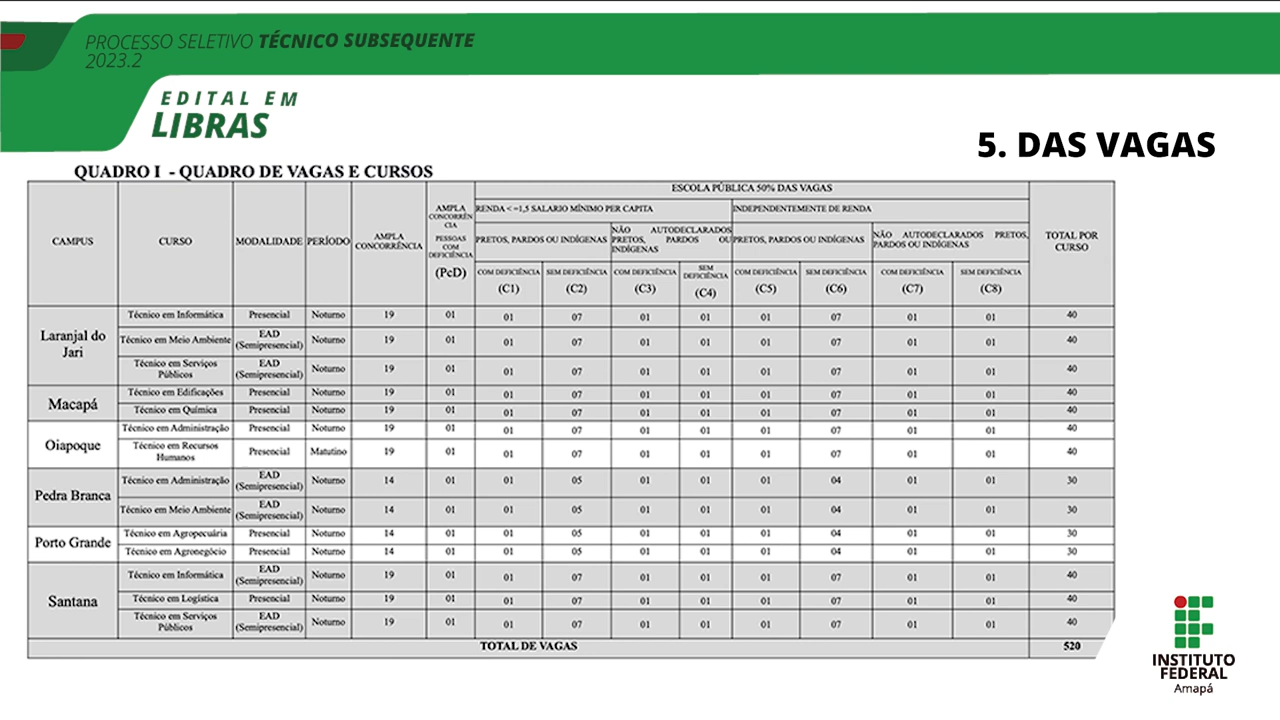 PROCESSO SELETIVO TÉCNICO SUBSEQUENTE
2023.2
EDITAL EM
LIBRAS
5. DAS VAGAS
QUADRO I - QUADRO DE VAGAS E CURSOS
CAMPUS CURSO MODALIDADE PERÍODO AMPLA CONCORRÊNCIA AMPLA CONCORRÊNCIA PESSOAS COM DEFICIÊNCIA (PcD) ESCOLA PÚBLICA 50% DAS VAGAS TOTAL POR CURSO
RENDA <=1,5 SALARIO MÍNIMO PER CAPITA INDEPENDENTEMENTE DE RENDA
PRETOS, PARDOS OU INDÍGENAS NÃO AUTODECLARADOS PRETOS, PARDOS OU INDÍGENAS PRETOS, PARDOS OU INDÍGENAS NÃO AUTODECLARADOS PRETOS, PARDOS OU INDÍGENAS
COM DEFICIÊNCIA (C1) SEM DEFICIÊNCIA (C2) COM DEFICIÊNCIA (C3) SEM DEFICIÊNCIA (C4) COM DEFICIÊNCIA (C5) SEM DEFICIÊNCIA (C6) COM DEFICIÊNCIA (C7) SEM DEFICIÊNCIA (C8)
Laranjal do Jari
Técnico em Informática Presencial Noturno 19 01 01 07 01 01 01 07 01 01 40
Técnico em Meio Ambiente EAD (Semipresencial) Noturno 19 01 01 07 01 01 01 07 01 01 40
Técnico em Serviços Públicos EAD (Semipresencial) Noturno 19 01 01 07 01 01 01 07 01 01 40
Macapá
Técnico em Edificações Presencial Noturno 19 01 01 07 01 01 01 07 01 01 40
Técnico em Química Presencial Noturno 19 01 01 07 01 01 01 07 01 01 40
Oiapoque
Técnico em Administração Presencial Noturno 19 01 01 07 01 01 01 07 01 01 40
Técnico em Recursos Humanos Presencial Matutino 19 01 01 07 01 01 01 07 01 01 40
Pedra Branca
Técnico em Administração EAD (Semipresencial) Noturno 14 01 01 05 01 01 01 04 01 01 30
Técnico em Meio Ambiente EAD (Semipresencial) Noturno 14 01 01 05 01 01 01 04 01 01 30
Porto Grande
Técnico em Agropecuária Presencial Noturno 14 01 01 05 01 01 01 04 01 01 30
Técnico em Agronegócio Presencial Noturno 14 01 01 05 01 01 01 04 01 01 30
Santana
Técnico em Informática EAD (Semipresencial) Noturno 19 01 01 07 01 01 01 07 01 01 40
Técnico em Logística Presencial Noturno 19 01 01 07 01 01 01 07 01 01 40
Técnico em Serviços Públicos EAD (Semipresencial) Noturno 19 01 01 07 01 01 01 07 01 01 40
TOTAL DE VAGAS 520
INSTITUTO
FEDERAL
Amapá